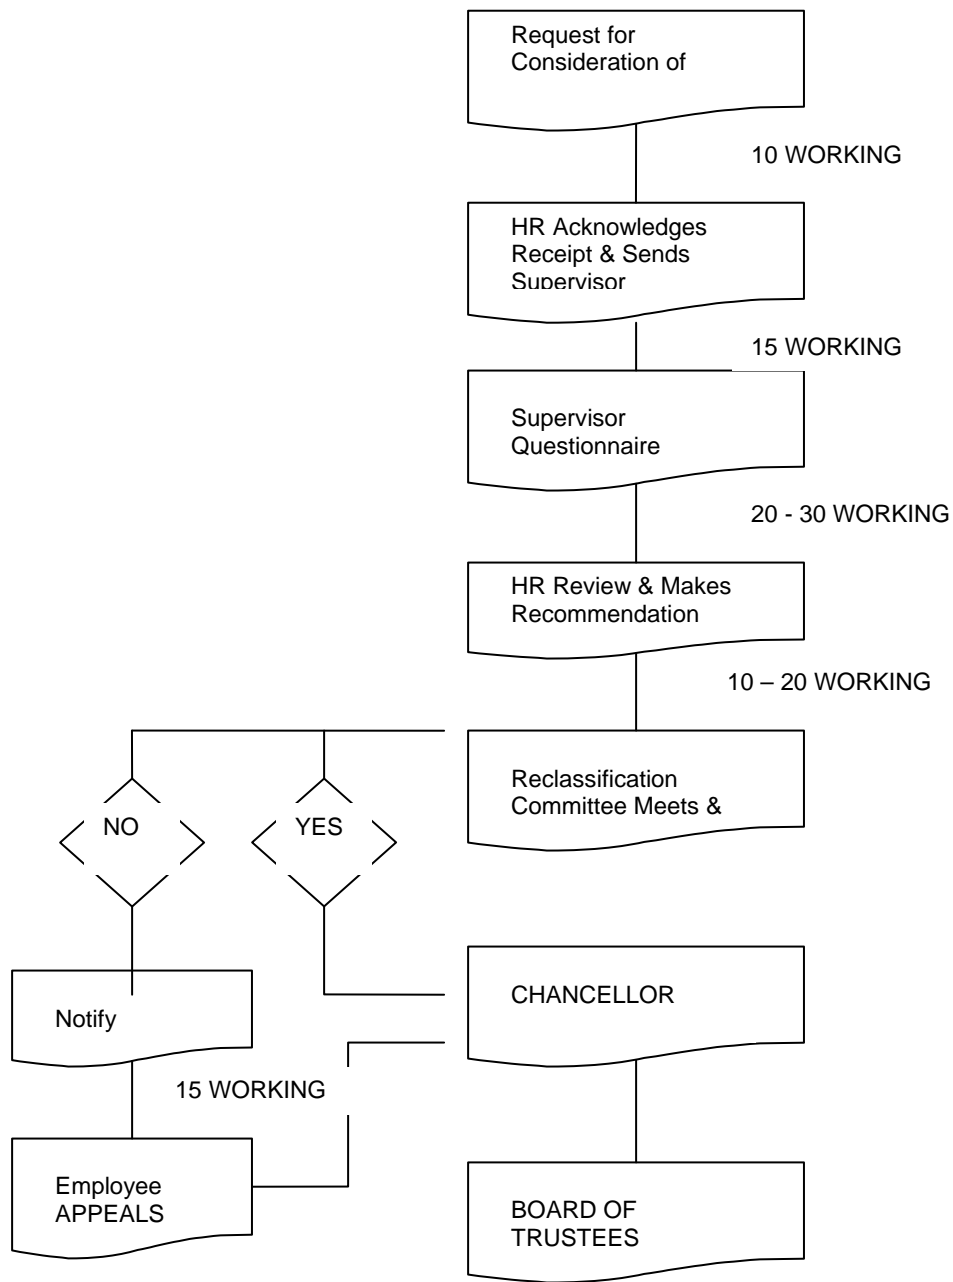 Request for
Consideration of
10 WORKING
HR Acknowledges
Receipt & Sends
Supervisor
15 WORKING
Supervisor
Questionnaire
20 - 30 WORKING
HR Review & Makes
Recommendation
10 – 20 WORKING
Reclassification
Committee Meets &
NO
YES
CHANCELLOR
Notify
15 WORKING
Employee
APPEALS
BOARD OF
TRUSTEES